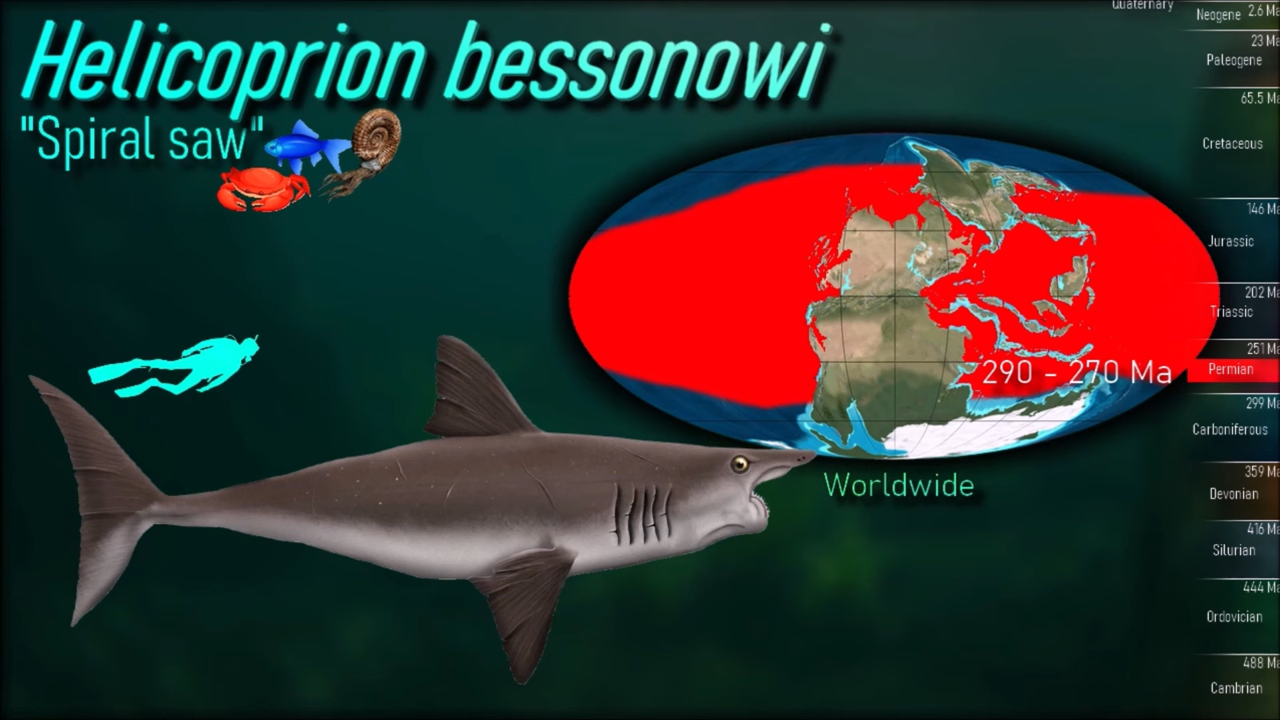 Helicoprion bessonowi
"Spiral saw"
290 - 270 Ma
Worldwide
Quaternary
2.6 Ma
Neogene
23 Ma
Paleogene
65.5 Ma
Cretaceous
146 Ma
Jurassic
202 Ma
Triassic
251 Ma
Permian
299 Ma
Carboniferous
359 Ma
Devonian
416 Ma
Silurian
444 Ma
Ordovician
488 Ma
Cambrian